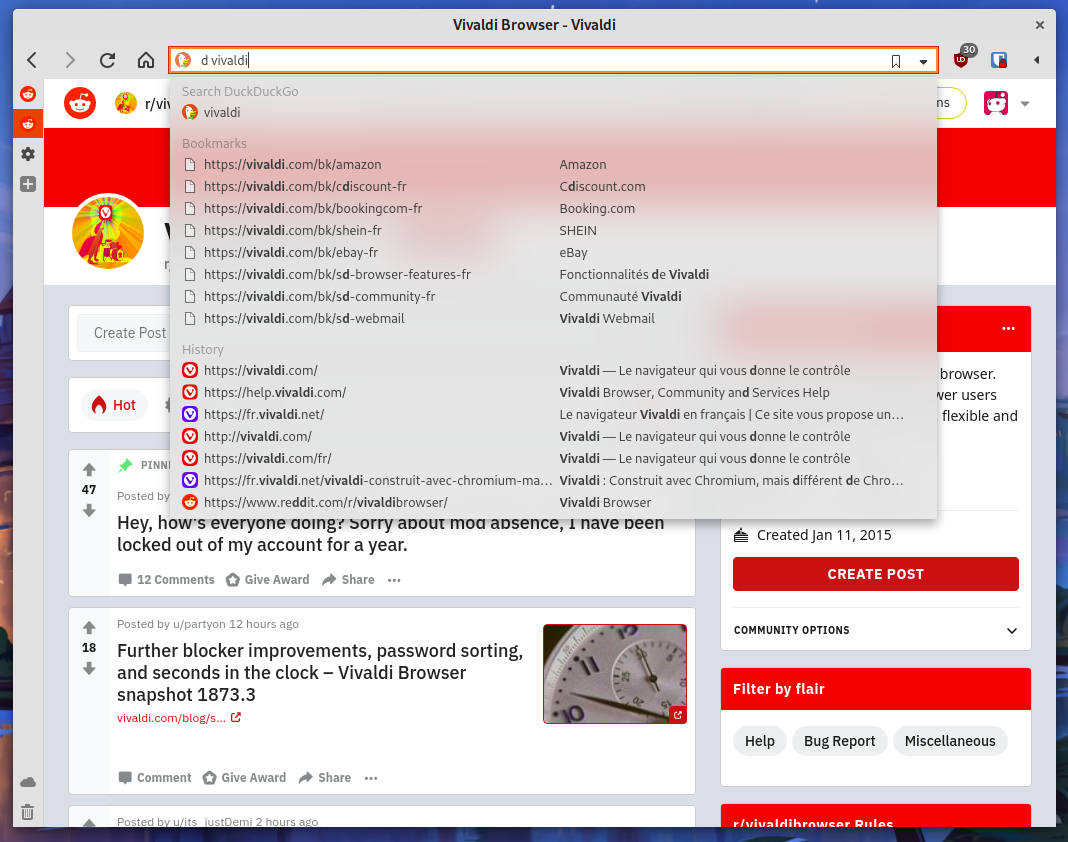 Vivaldi Browser - Vivaldi
d vivaldi
30
Search DuckDuckGo
vivaldi
Bookmarks
https://vivaldi.com/bk/amazon Amazon
https://vivaldi.com/bk/cdiscount-fr Cdiscount.com
https://vivaldi.com/bk/bookingcom-fr Booking.com
https://vivaldi.com/bk/shein-fr SHEIN
https://vivaldi.com/bk/ebay-fr eBay
https://vivaldi.com/bk/sd-browser-features-fr Fonctionnalités de Vivaldi
https://vivaldi.com/bk/sd-community-fr Communauté Vivaldi
https://vivaldi.com/bk/sd-webmail Vivaldi Webmail
History
https://vivaldi.com/ Vivaldi — Le navigateur qui vous donne le contrôle
https://help.vivaldi.com/ Vivaldi Browser, Community and Services Help
https://fr.vivaldi.net/ Le navigateur Vivaldi en français | Ce site vous propose un…
http://vivaldi.com/ Vivaldi — Le navigateur qui vous donne le contrôle
https://vivaldi.com/fr/ Vivaldi — Le navigateur qui vous donne le contrôle
https://fr.vivaldi.net/vivaldi-construit-avec-chromium-ma… Vivaldi : Construit avec Chromium, mais différent de Chro…
https://www.reddit.com/r/vivaldibrowser/ Vivaldi Browser
r/viv
ns
Create Post
Hot
browser.
wer users
flexible and
47
PINN
Posted by
Hey, how's everyone doing? Sorry about mod absence, I have been
locked out of my account for a year.
12 Comments Give Award Share
Created Jan 11, 2015
CREATE POST
COMMUNITY OPTIONS
18
Posted by u/partyon 12 hours ago
Further blocker improvements, password sorting,
and seconds in the clock – Vivaldi Browser
snapshot 1873.3
vivaldi.com/blog/s...
Comment Give Award Share
Filter by flair
Help Bug Report Miscellaneous
Posted by u/its_justDemi 2 hours ago
r/vivaldibrowser Rules